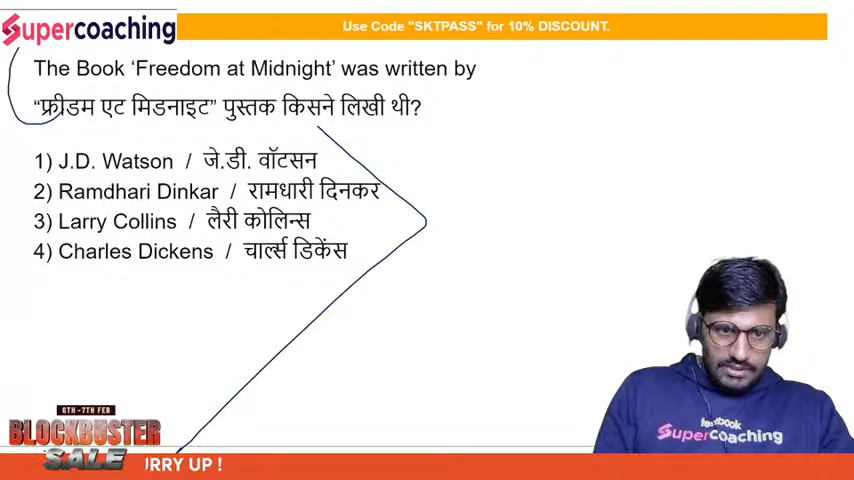 Supercoaching
Use Code "SKTPASS" for 10% DISCOUNT.
The Book ‘Freedom at Midnight’ was written by
“फ्रीडम एट मिडनाइट” पुस्तक किसने लिखी थी?
1) J.D. Watson / जे.डी. वॉटसन
2) Ramdhari Dinkar / रामधारी दिनकर
3) Larry Collins / लैरी कोलिन्स
4) Charles Dickens / चार्ल्स डिकेंस
6TH -7TH FEB
BLOCKBUSTER
SALE
URRY UP !
testbook
Supercoaching